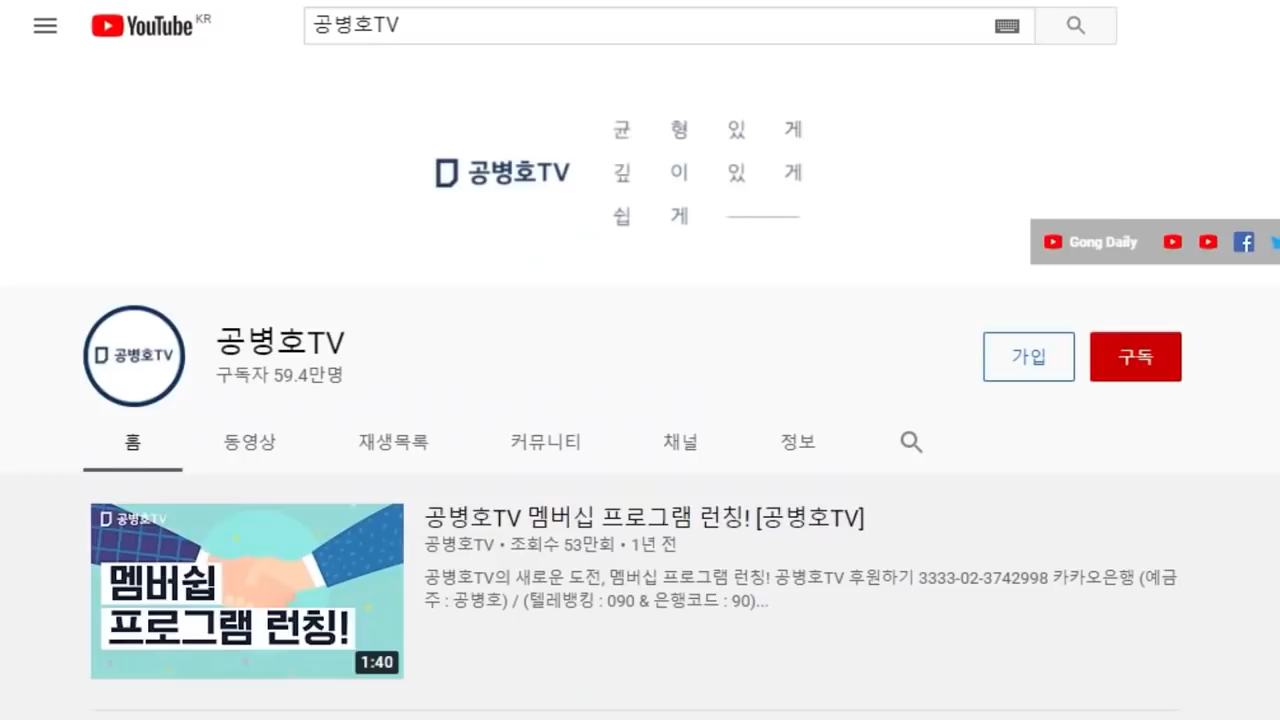 YouTube KR
공병호TV
균형있게
공병호TV
깊이있게
쉽게
Gong Daily
공병호TV
공병호TV
구독자 59.4만명
가입
구독
홈
동영상
재생목록
커뮤니티
채널
정보
공병호TV
멤버쉽
프로그램 런칭!
1:40
공병호TV 멤버십 프로그램 런칭! [공병호TV]
공병호TV • 조회수 53만회 • 1년 전
공병호TV의 새로운 도전, 멤버십 프로그램 런칭! 공병호TV 후원하기 3333-02-3742998 카카오은행 (예금
주 : 공병호) / (텔레뱅킹 : 090 & 은행코드 : 90)...